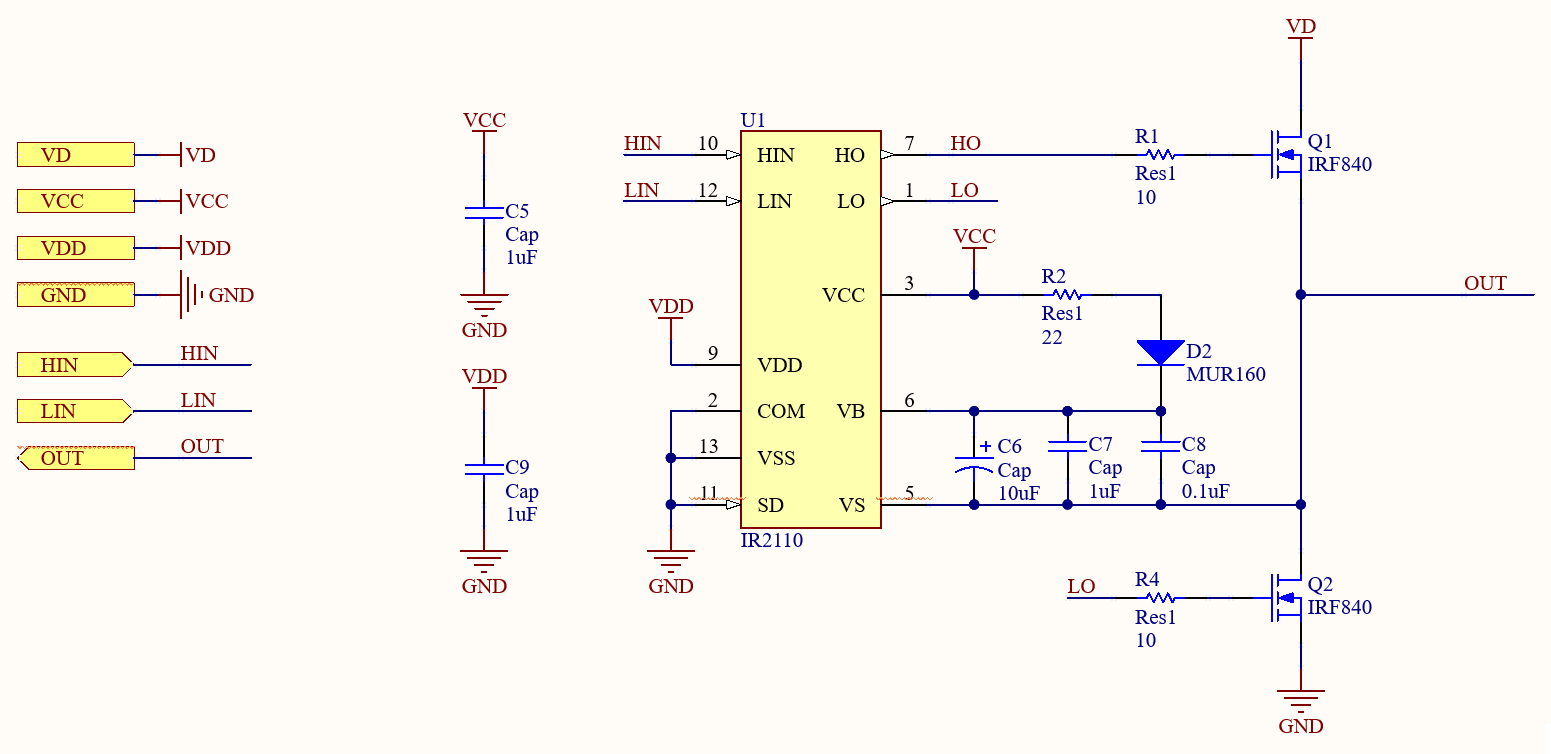 VD
VD
VCC
VCC
VDD
VDD
GND
GND
HIN
HIN
LIN
LIN
OUT
OUT
VCC
C5
Cap
1uF
GND
VDD
C9
Cap
1uF
GND
U1
HIN
10
HIN
HO
7
HO
LIN
12
LIN
LO
1
LO
VCC
3
VCC
VDD
9
VDD
2
COM
VB
6
13
VSS
11
SD
VS
5
IR2110
GND
R1
Res1
10
R2
Res1
22
D2
MUR160
+
C6
Cap
10uF
C7
Cap
1uF
C8
Cap
0.1uF
VD
Q1
IRF840
OUT
LO
R4
Res1
10
Q2
IRF840
GND